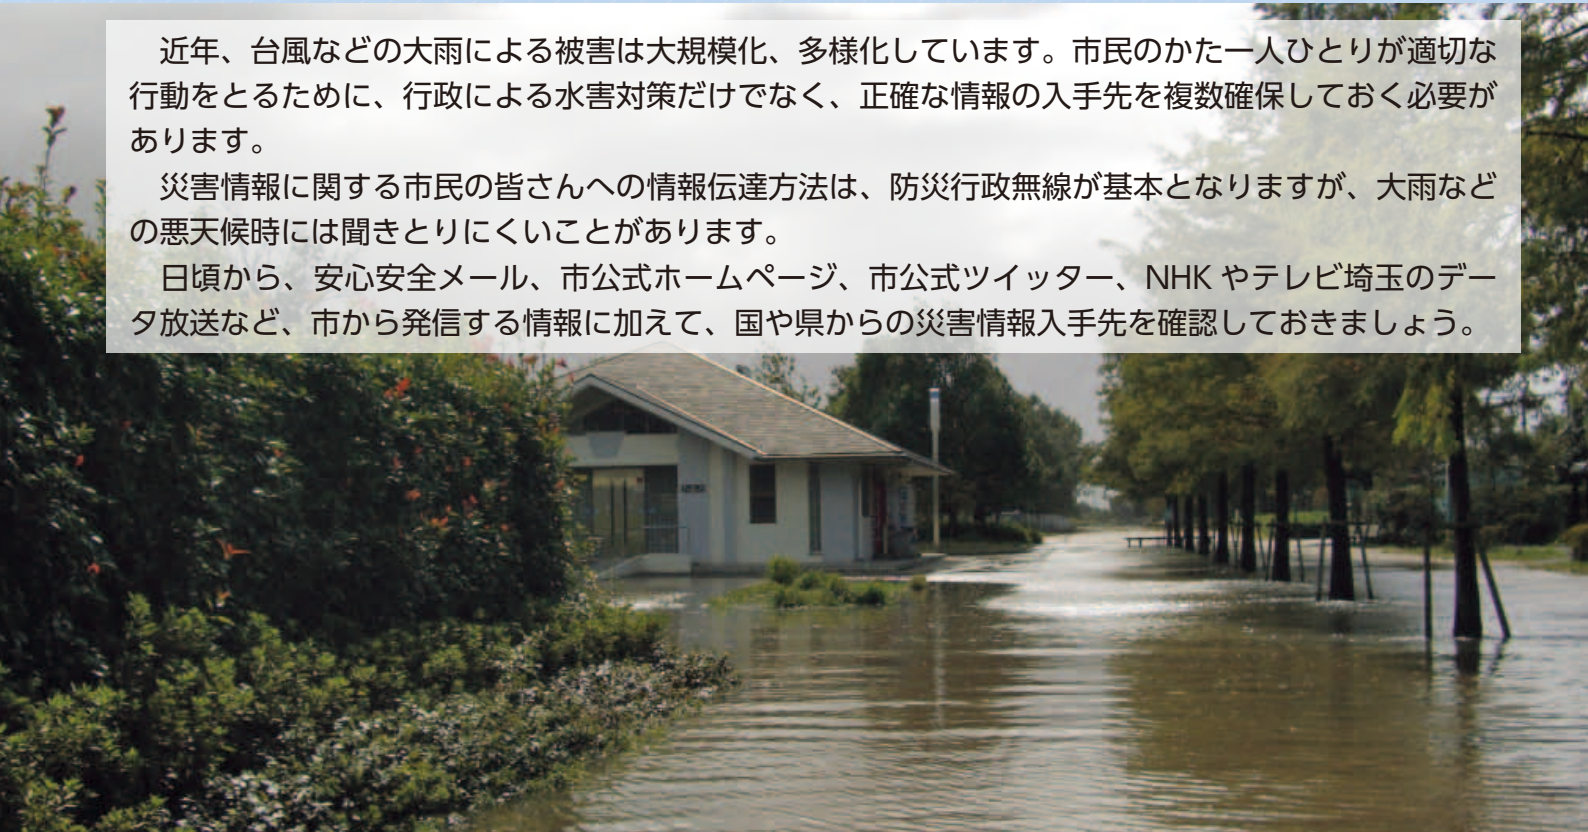 近年、台風などの大雨による被害は大規模化、多様化しています。市民のかた一人ひとりが適切な
行動をとるために、行政による水害対策だけでなく、正確な情報の入手先を複数確保しておく必要が
あります。
　災害情報に関する市民の皆さんへの情報伝達方法は、防災行政無線が基本となりますが、大雨など
の悪天候時には聞きとりにくいことがあります。
　日頃から、安心安全メール、市公式ホームページ、市公式ツイッター、NHK やテレビ埼玉のデー
タ放送など、市から発信する情報に加えて、国や県からの災害情報入手先を確認しておきましょう。